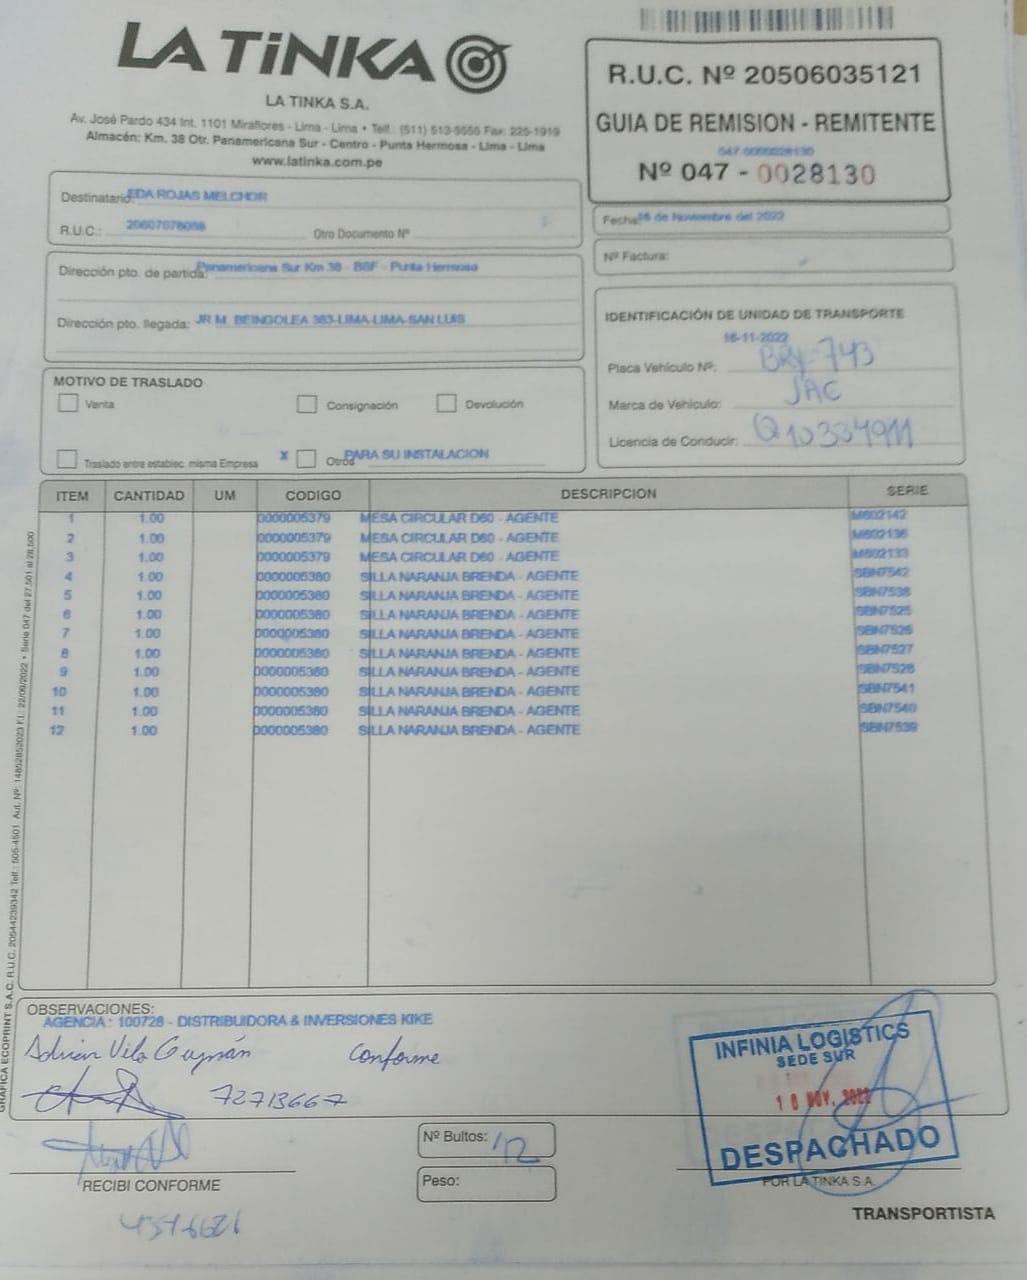 LA TiNKA
LA TINKA S.A.
Av. José Pardo 434 Int. 1101 Miraflores - Lima - Lima • Telf.: (511) 513-5555 Fax: 225-1919
Almacén: Km. 38 Otr. Panamericana Sur - Centro - Punta Hermosa - Lima - Lima
www.latinka.com.pe
R.U.C. Nº 20506035121
GUIA DE REMISION - REMITENTE
047-0000028130
Nº 047 - 0028130
Destinatario: EDA ROJAS MELCHOR
R.U.C.: 20607078058
Otro Documento Nº
Fecha: 16 de Noviembre del 2022
Nº Factura:
Dirección pto. de partida: Panamericana Sur Km 38 - BSF - Punta Hermosa
Dirección pto. llegada: JR M. BEINGOLEA 363-LIMA-LIMA-SAN LUIS
IDENTIFICACIÓN DE UNIDAD DE TRANSPORTE
16-11-2022
Placa Vehículo Nº: BRY-743
Marca de Vehículo: JAC
Licencia de Conducir: Q10334911
MOTIVO DE TRASLADO
Venta
Consignación
Devolución
Traslado entre establec. misma Empresa
X Otros PARA SU INSTALACION
ITEM CANTIDAD UM CODIGO DESCRIPCION SERIE
1 1.00 0000005379 MESA CIRCULAR D60 - AGENTE M602142
2 1.00 0000005379 MESA CIRCULAR D60 - AGENTE M602136
3 1.00 0000005379 MESA CIRCULAR D60 - AGENTE M602133
4 1.00 0000005380 SILLA NARANJA BRENDA - AGENTE SBN7542
5 1.00 0000005380 SILLA NARANJA BRENDA - AGENTE SBN7538
6 1.00 0000005380 SILLA NARANJA BRENDA - AGENTE SBN7525
7 1.00 0000005380 SILLA NARANJA BRENDA - AGENTE SBN7526
8 1.00 0000005380 SILLA NARANJA BRENDA - AGENTE SBN7527
9 1.00 0000005380 SILLA NARANJA BRENDA - AGENTE SBN7528
10 1.00 0000005380 SILLA NARANJA BRENDA - AGENTE SBN7541
11 1.00 0000005380 SILLA NARANJA BRENDA - AGENTE SBN7540
12 1.00 0000005380 SILLA NARANJA BRENDA - AGENTE SBN7539
GRÁFICA ECOPRINT S.A.C. R.U.C. 20544239342 Telf.: 505-4501 Aut. Nº: 14852852023 F.I.: 22/09/2022 • Serie 047 del 27,501 al 28,500
OBSERVACIONES:
AGENCIA : 100728 - DISTRIBUIDORA & INVERSIONES KIKE
Adrián Vila Guzmán Conforme
72713667
INFINIA LOGISTICS
SEDE SUR
DESPACHADO
Nº Bultos: 12
Peso:
RECIBI CONFORME
POR LA TINKA S.A.
TRANSPORTISTA